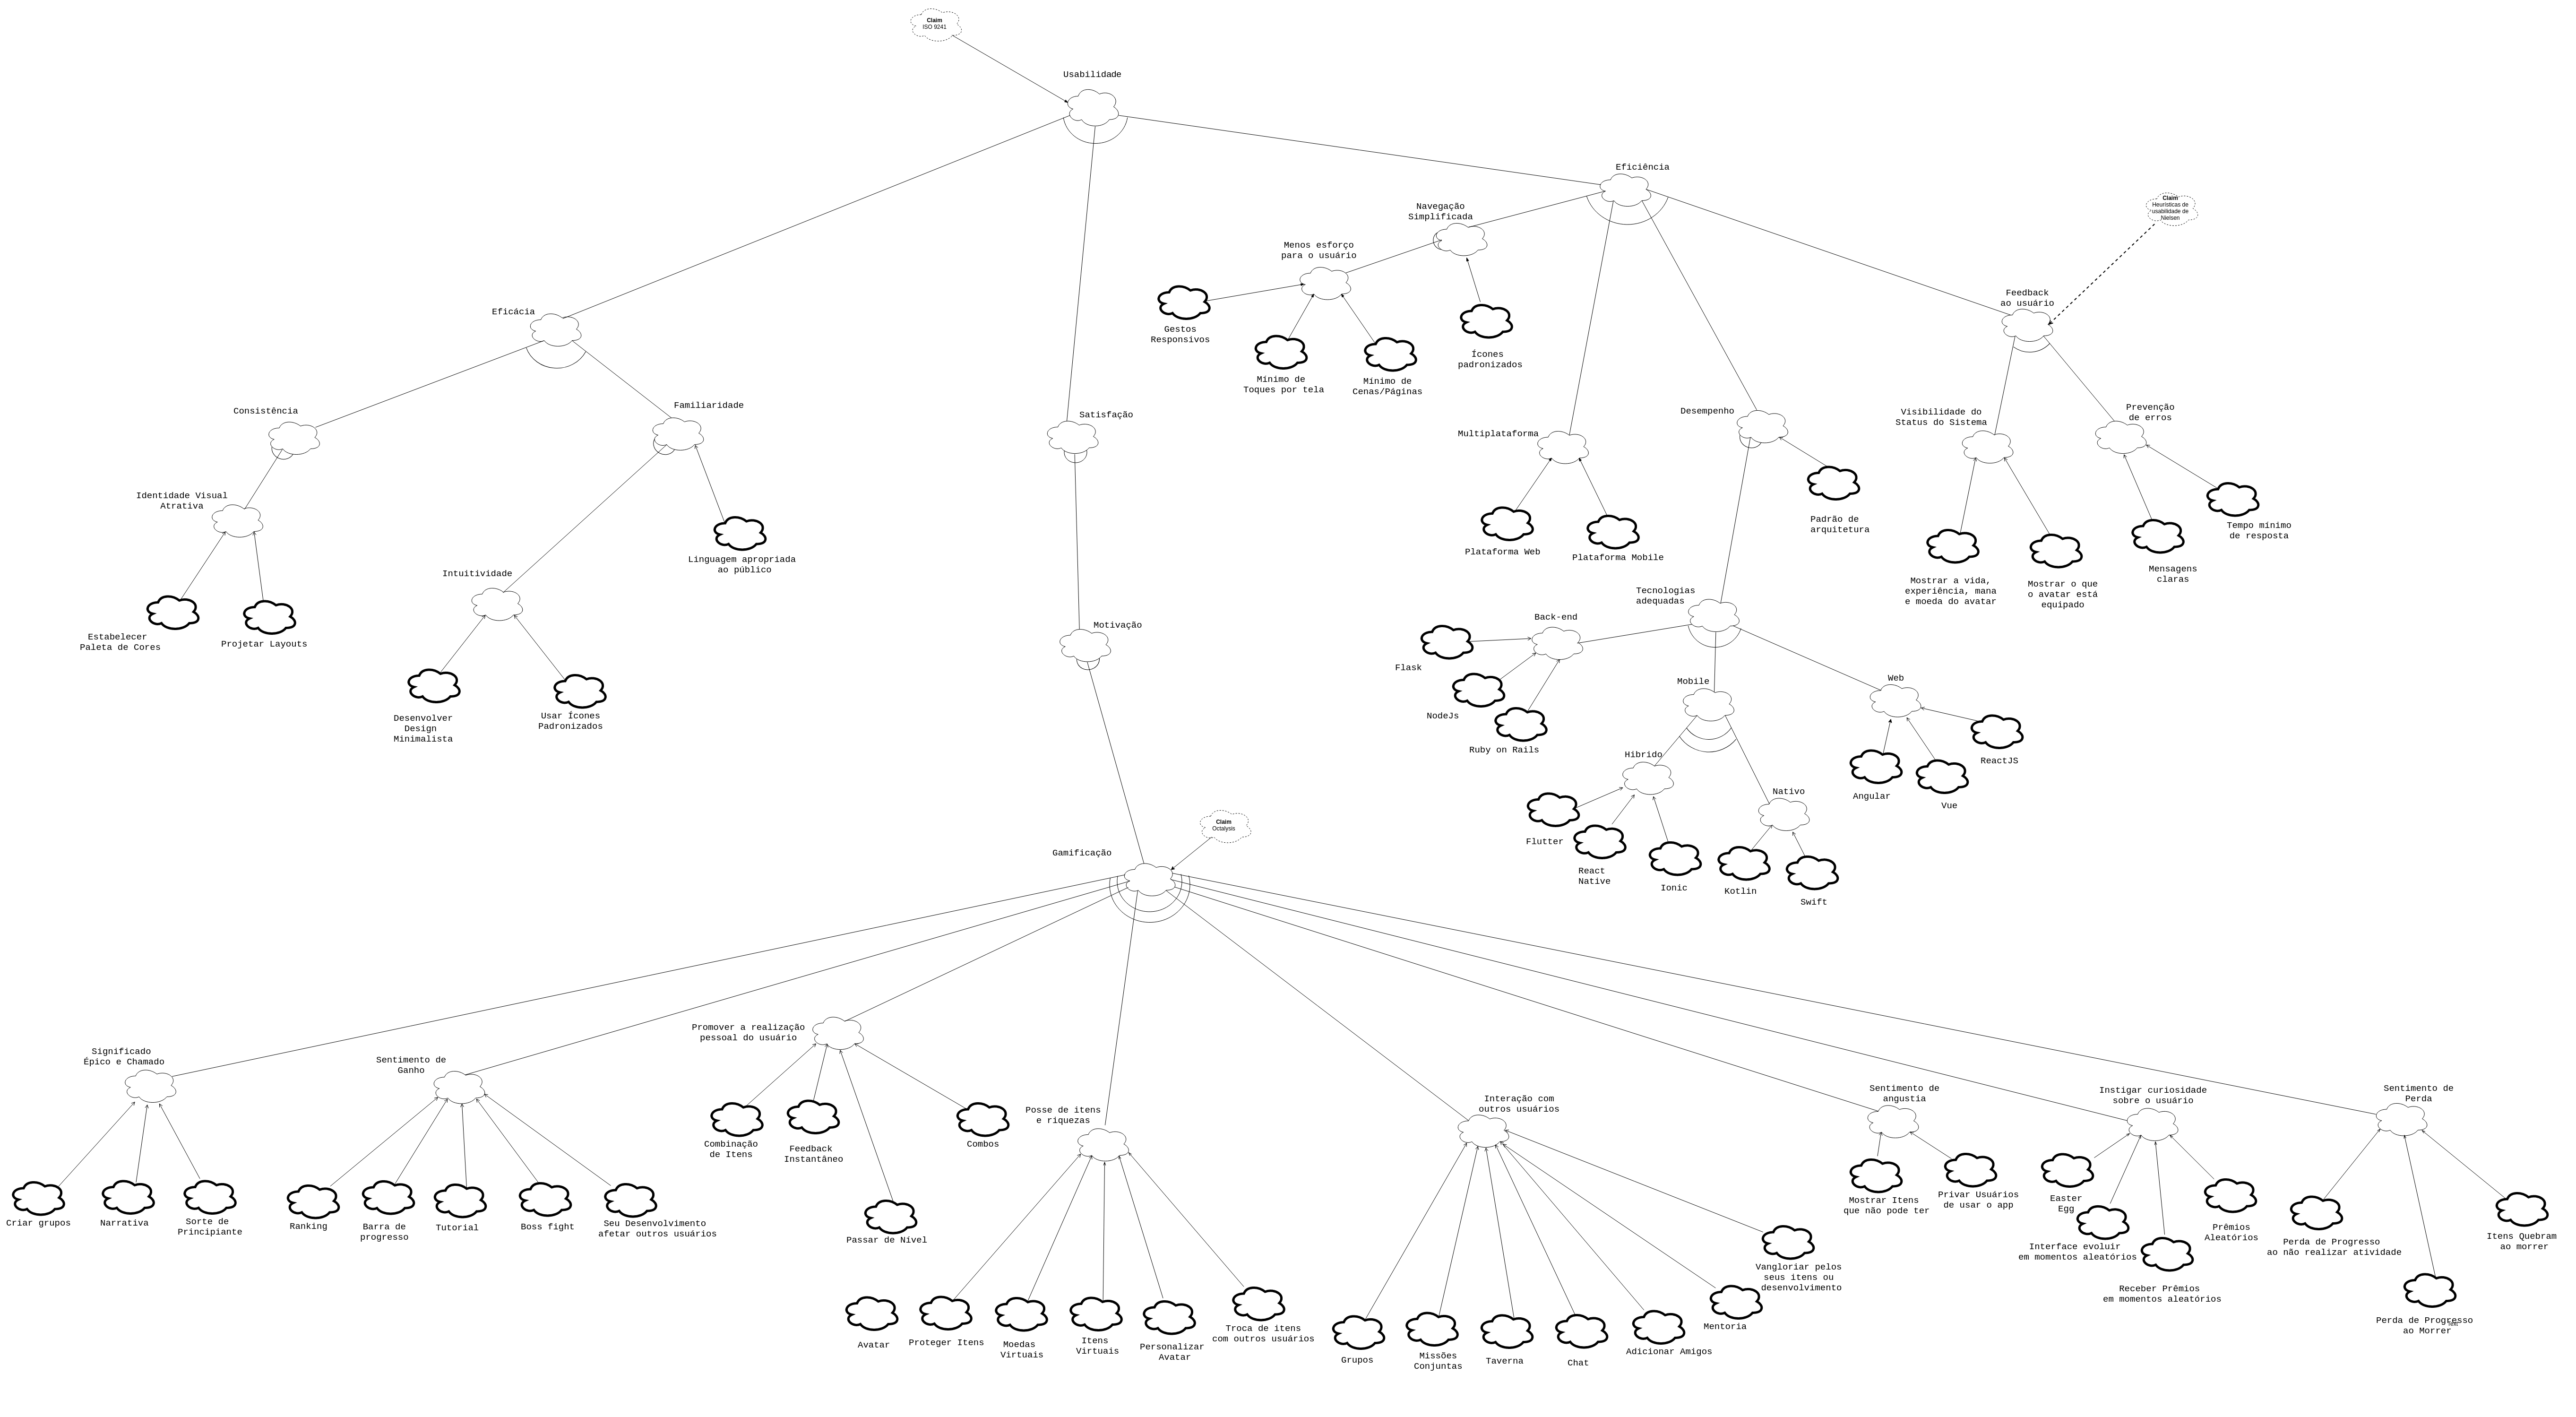 Claim
ISO 9241
Usabilidade
Eficiência
Claim
Heurísticas de
usabilidade de
Nielsen
Navegação
Simplificada
Menos esforço
para o usuário
Gestos
Responsivos
Mínimo de
Toques por tela
Mínimo de
Cenas/Páginas
Ícones
padronizados
Feedback
ao usuário
Eficácia
Consistência
Familiaridade
Satisfação
Multiplataforma
Desempenho
Visibilidade do
Status do Sistema
Prevenção
de erros
Identidade Visual
Atrativa
Linguagem apropriada
ao público
Plataforma Web
Plataforma Mobile
Padrão de
arquitetura
Tempo mínimo
de resposta
Mensagens
claras
Mostrar a vida,
experiência, mana
e moeda do avatar
Mostrar o que
o avatar está
equipado
Intuitividade
Estabelecer
Paleta de Cores
Projetar Layouts
Desenvolver
Design
Minimalista
Usar Ícones
Padronizados
Motivação
Tecnologias
adequadas
Back-end
Flask
NodeJs
Ruby on Rails
Mobile
Web
Híbrido
Nativo
ReactJS
Angular
Vue
Flutter
React
Native
Ionic
Kotlin
Swift
Claim
Octalysis
Gamificação
Significado
Épico e Chamado
Sentimento de
Ganho
Promover a realização
pessoal do usuário
Posse de itens
e riquezas
Interação com
outros usuários
Sentimento de
angustia
Instigar curiosidade
sobre o usuário
Sentimento de
Perda
Criar grupos
Narrativa
Sorte de
Principiante
Ranking
Barra de
progresso
Tutorial
Boss fight
Seu Desenvolvimento
afetar outros usuários
Combinação
de Itens
Feedback
Instantâneo
Combos
Passar de Nível
Avatar
Proteger Itens
Moedas
Virtuais
Itens
Virtuais
Personalizar
Avatar
Troca de itens
com outros usuários
Grupos
Missões
Conjuntas
Taverna
Chat
Adicionar Amigos
Mentoria
Vangloriar pelos
seus itens ou
desenvolvimento
Mostrar Itens
que não pode ter
Privar Usuários
de usar o app
Easter
Egg
Interface evoluir
em momentos aleatórios
Receber Prêmios
em momentos aleatórios
Prêmios
Aleatórios
Perda de Progresso
ao não realizar atividade
Itens Quebram
ao morrer
Perda de Progresso
ao Morrer